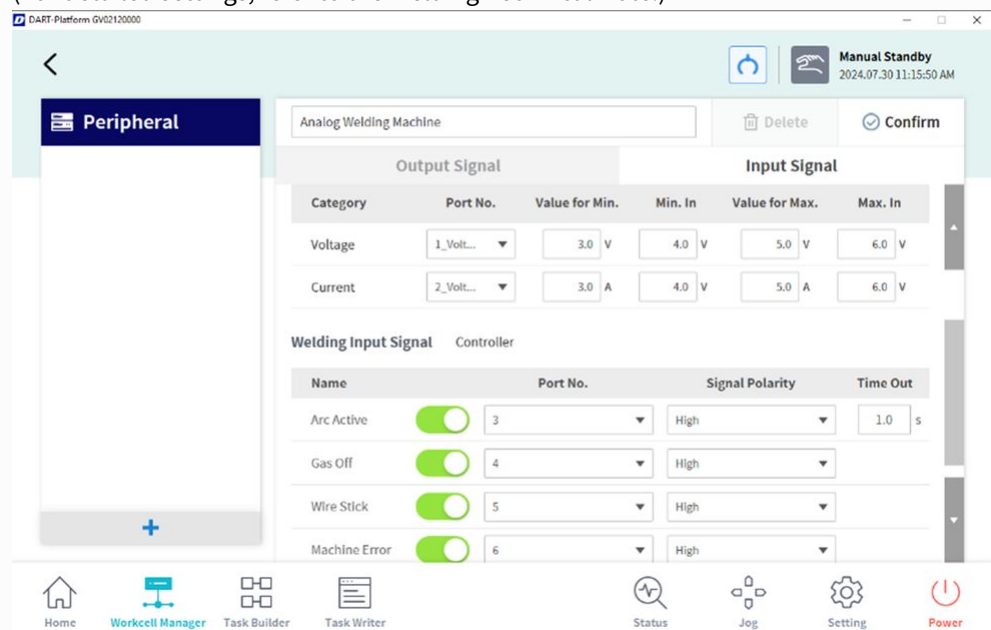 DART-Platform GV02120000
Manual Standby
2024.07.30 11:15:50 AM
Peripheral
Analog Welding Machine
Delete
Confirm
Output Signal
Input Signal
Category Port No. Value for Min. Min. In Value for Max. Max. In
Voltage 1_Volt... 3.0 V 4.0 V 5.0 V 6.0 V
Current 2_Volt... 3.0 A 4.0 V 5.0 A 6.0 V
Welding Input Signal Controller
Name Port No. Signal Polarity Time Out
Arc Active 3 High 1.0 s
Gas Off 4 High
Wire Stick 5 High
Machine Error 6 High
Home Workcell Manager Task Builder Task Writer Status Jog Setting Power